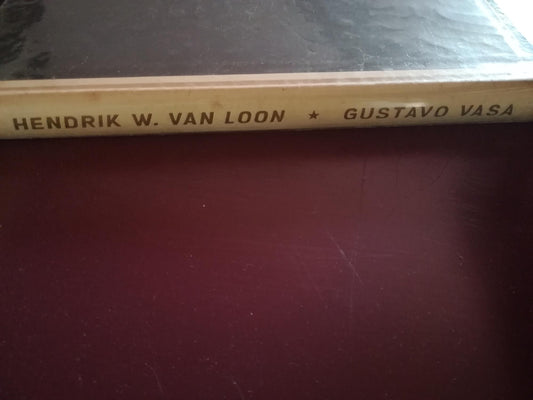 HENDRIK W. VAN LOON ★ GUSTAVO VASA